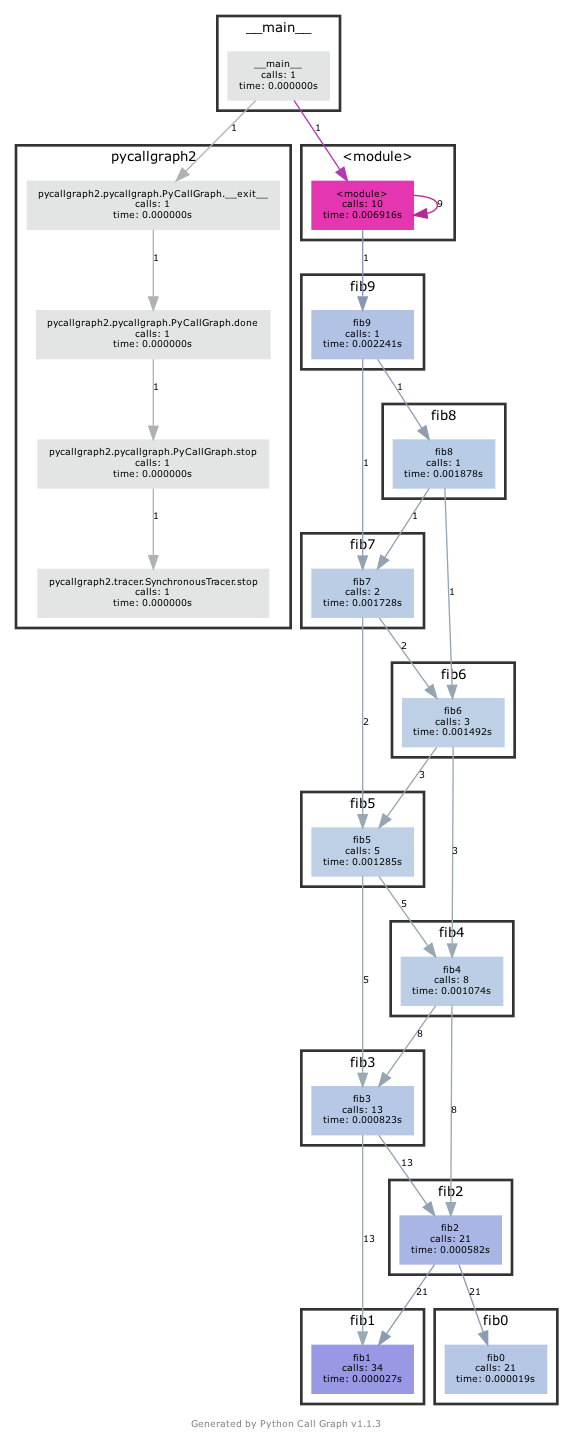 __main__
__main__
calls: 1
time: 0.000000s
1
1
pycallgraph2
pycallgraph2.pycallgraph.PyCallGraph.__exit__
calls: 1
time: 0.000000s
<module>
<module>
calls: 10
time: 0.006916s
9
1
1
fib9
fib9
calls: 1
time: 0.002241s
pycallgraph2.pycallgraph.PyCallGraph.done
calls: 1
time: 0.000000s
1
1
fib8
fib8
calls: 1
time: 0.001878s
pycallgraph2.pycallgraph.PyCallGraph.stop
calls: 1
time: 0.000000s
1
1
1
fib7
fib7
calls: 2
time: 0.001728s
pycallgraph2.tracer.SynchronousTracer.stop
calls: 1
time: 0.000000s
1
2
fib6
fib6
calls: 3
time: 0.001492s
2
3
fib5
fib5
calls: 5
time: 0.001285s
3
5
fib4
fib4
calls: 8
time: 0.001074s
5
8
fib3
fib3
calls: 13
time: 0.000823s
8
13
fib2
fib2
calls: 21
time: 0.000582s
13
21
21
fib1
fib1
calls: 34
time: 0.000027s
fib0
fib0
calls: 21
time: 0.000019s
Generated by Python Call Graph v1.1.3